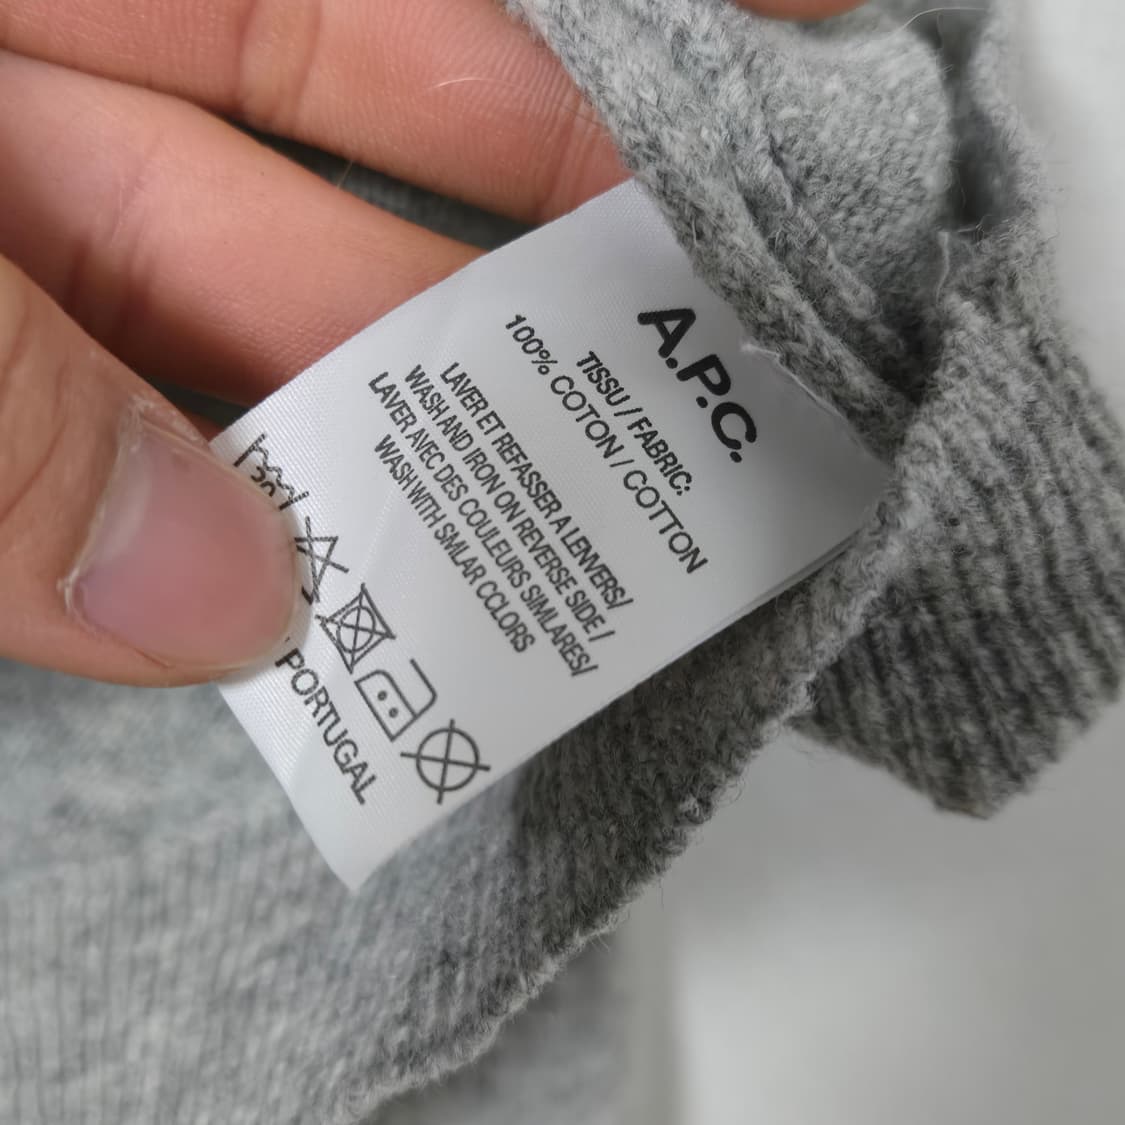 A.P.C.
TISSU / FABRIC:
100% COTON / COTTON
LAVER ET REFASSER A LENVERS/
WASH AND IRON ON REVERSE SIDE /
LAVER AVEC DES COULEURS SIMLARES/
WASH WITH SMLAR COLORS
PORTUGAL